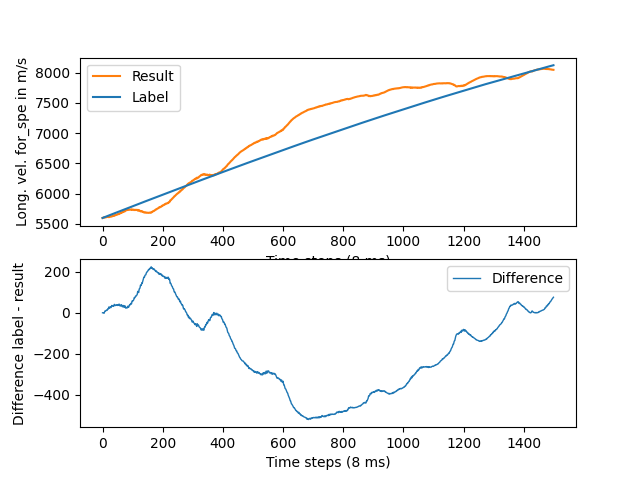 Long. vel. for_spe in m/s
8000
7500
7000
6500
6000
5500
Result
Label
0 200 400 600 800 1000 1200 1400
Time steps (8 ms)
Difference label - result
200
0
−200
−400
Difference
0 200 400 600 800 1000 1200 1400
Time steps (8 ms)